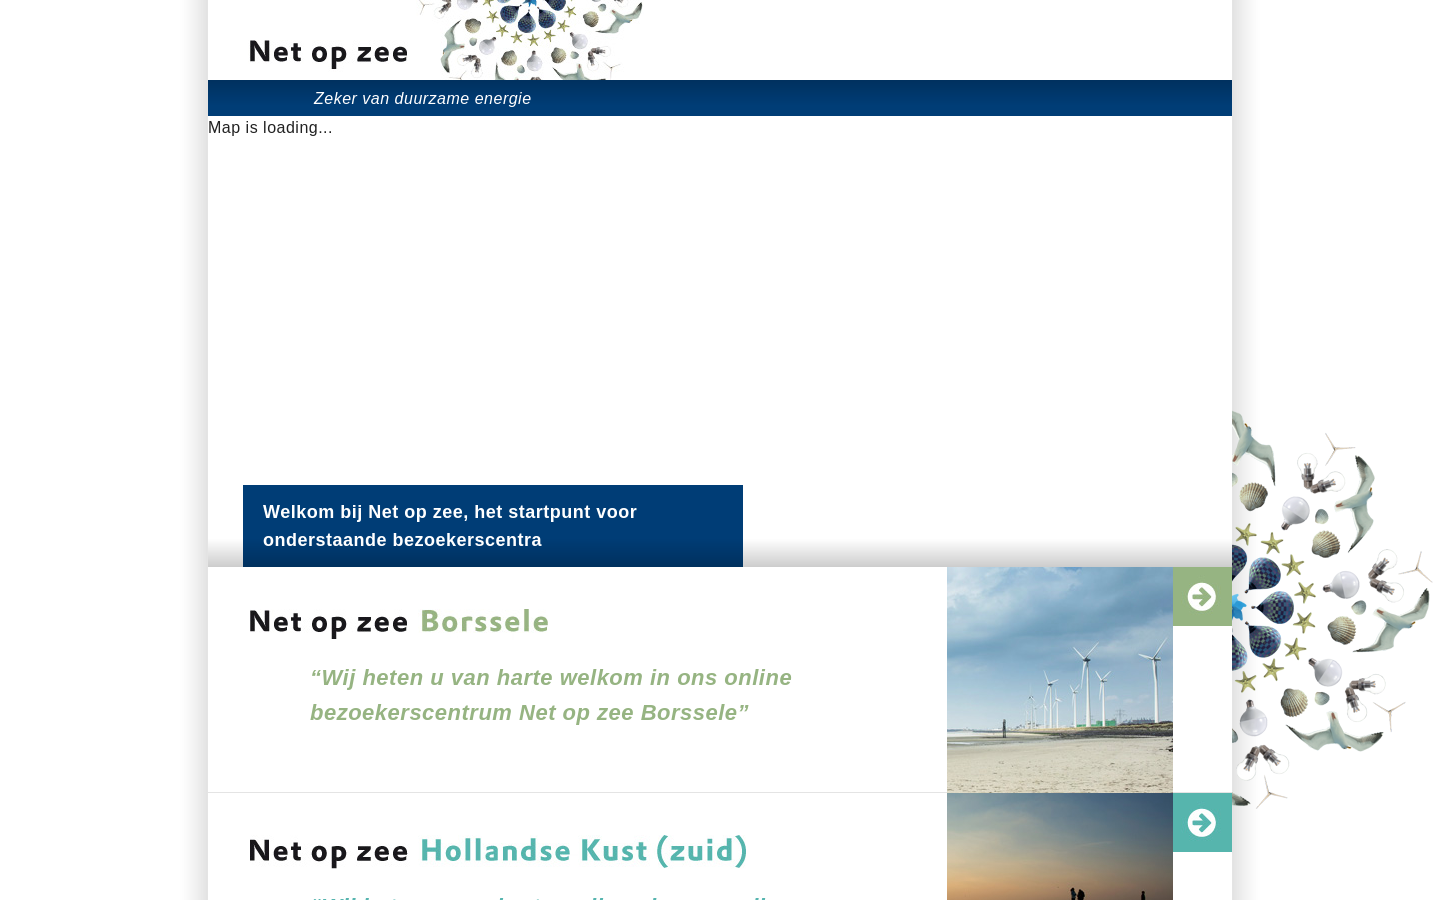 Net op zee
Zeker van duurzame energie
Map is loading...
Welkom bij Net op zee, het startpunt voor
onderstaande bezoekerscentra
Net op zee Borssele
“Wij heten u van harte welkom in ons online
bezoekerscentrum Net op zee Borssele”
Net op zee Hollandse Kust (zuid)